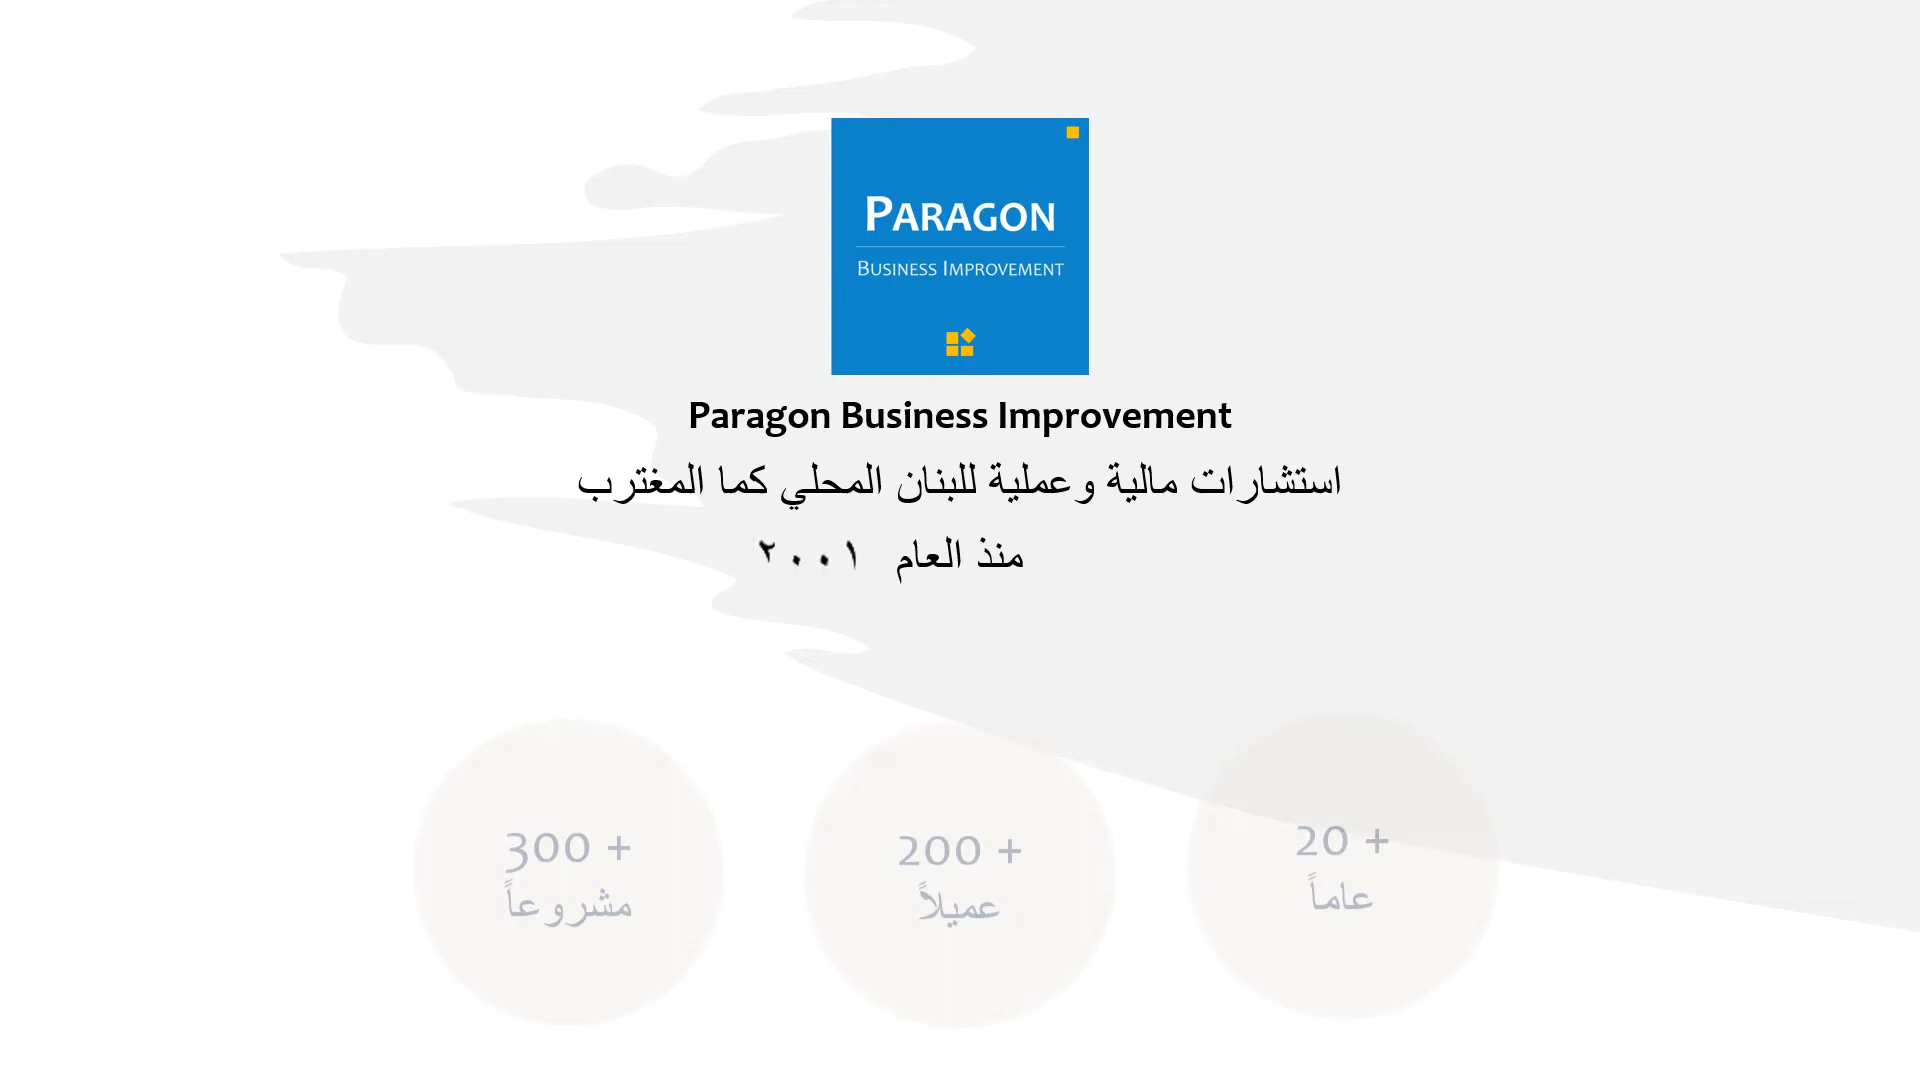 PARAGON
BUSINESS IMPROVEMENT
Paragon Business Improvement
استشارات مالية وعملية للبنان المحلي كما المغترب
منذ العام ٢٠٠١
20 +
عاماً
200 +
عميلاً
300 +
مشروعاً